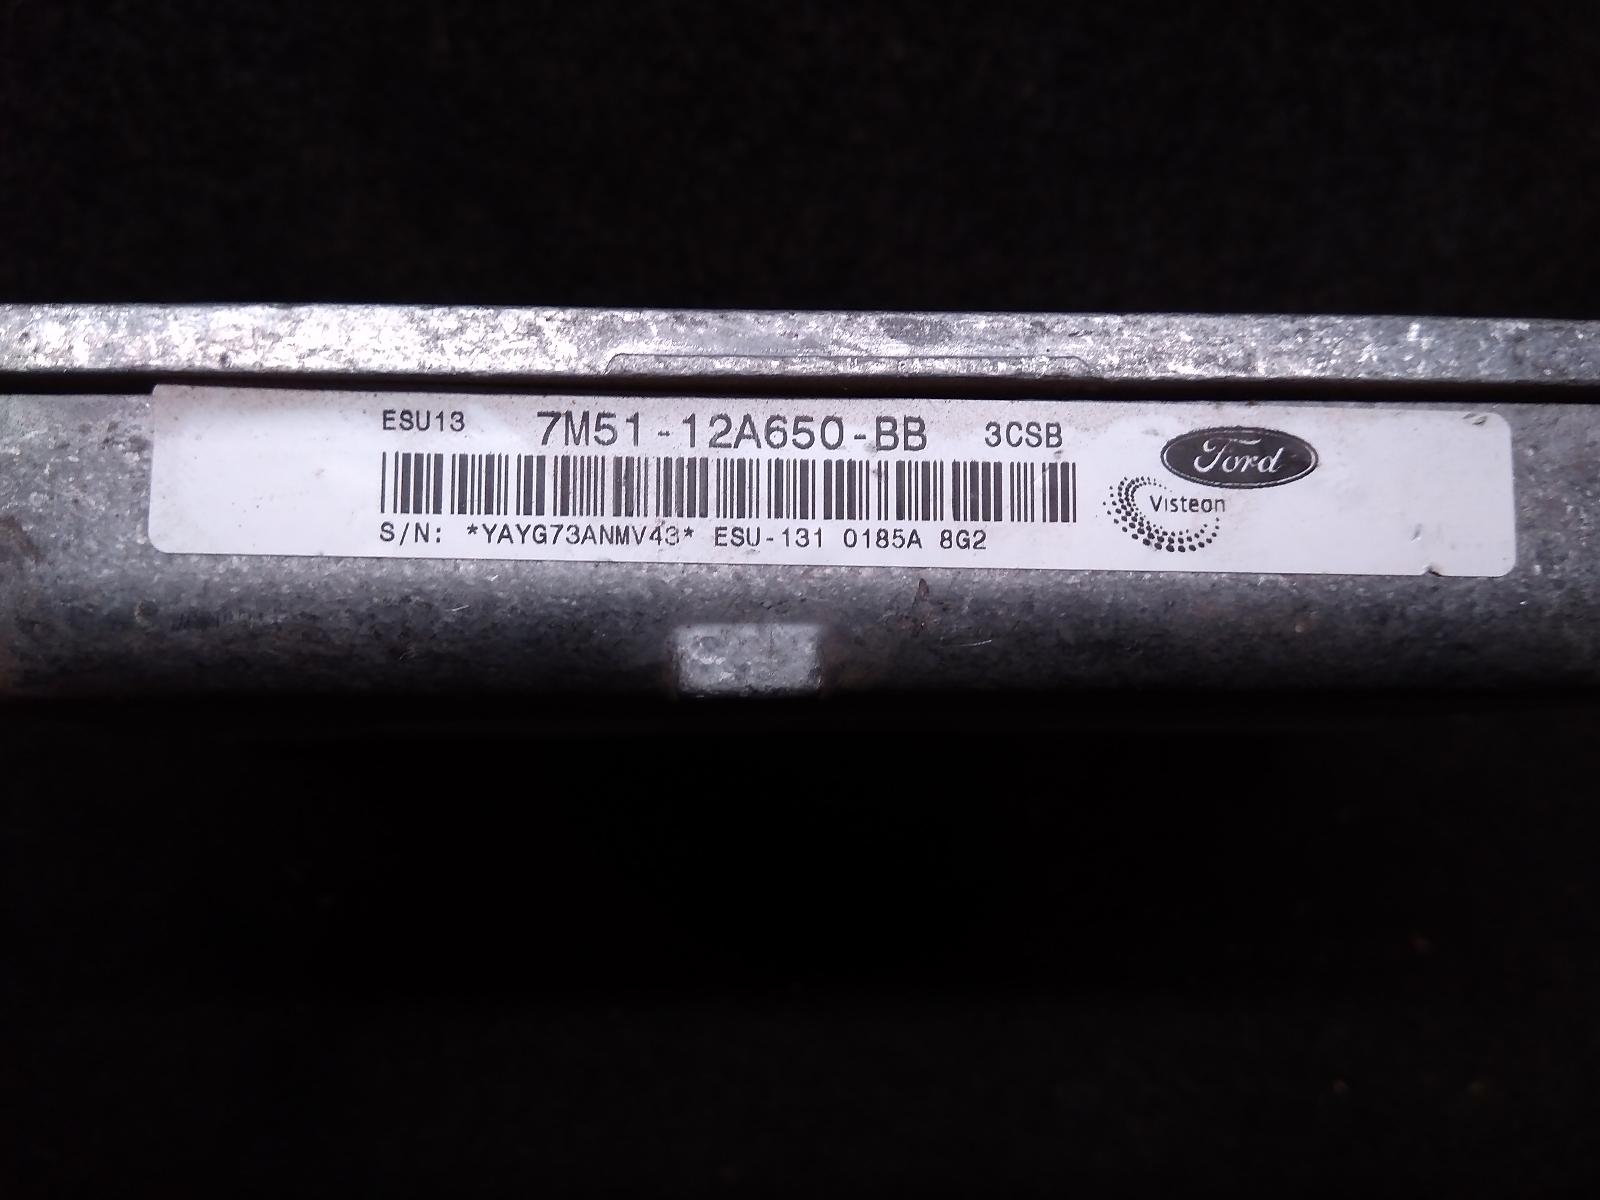 ESU13 7M51-12A650-BB 3CSB
Ford
Visteon
S/N: *YAYG73ANMV43* ESU-131 0185A 8G2